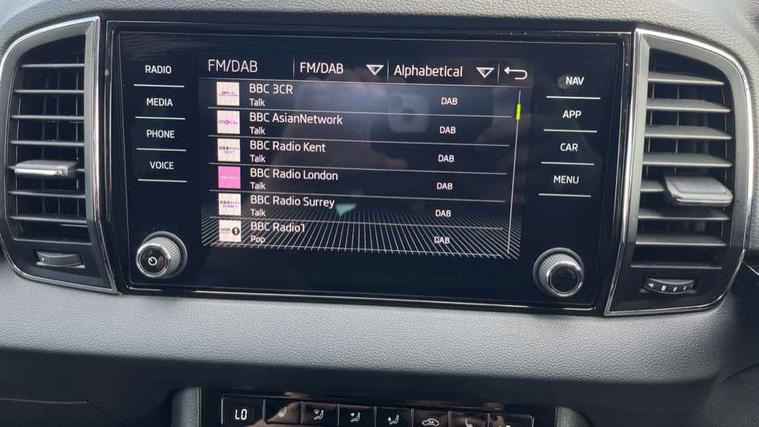 RADIO
MEDIA
PHONE
VOICE
FM/DAB FM/DAB Alphabetical
BBC 3CR
Talk DAB
BBC AsianNetwork
Talk DAB
BBC Radio Kent
Talk DAB
BBC Radio London
Talk DAB
BBC Radio Surrey
Talk DAB
BBC Radio1
Pop DAB
NAV
APP
CAR
MENU
LO